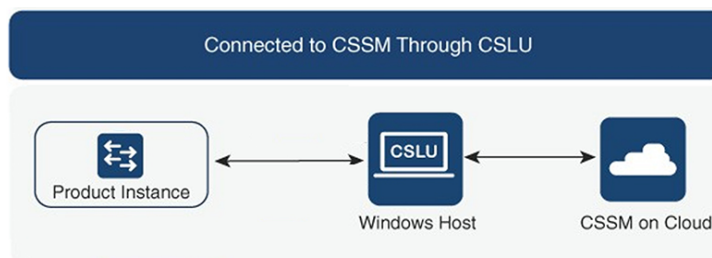 Connected to CSSM Through CSLU
CSLU
Product Instance
Windows Host
CSSM on Cloud